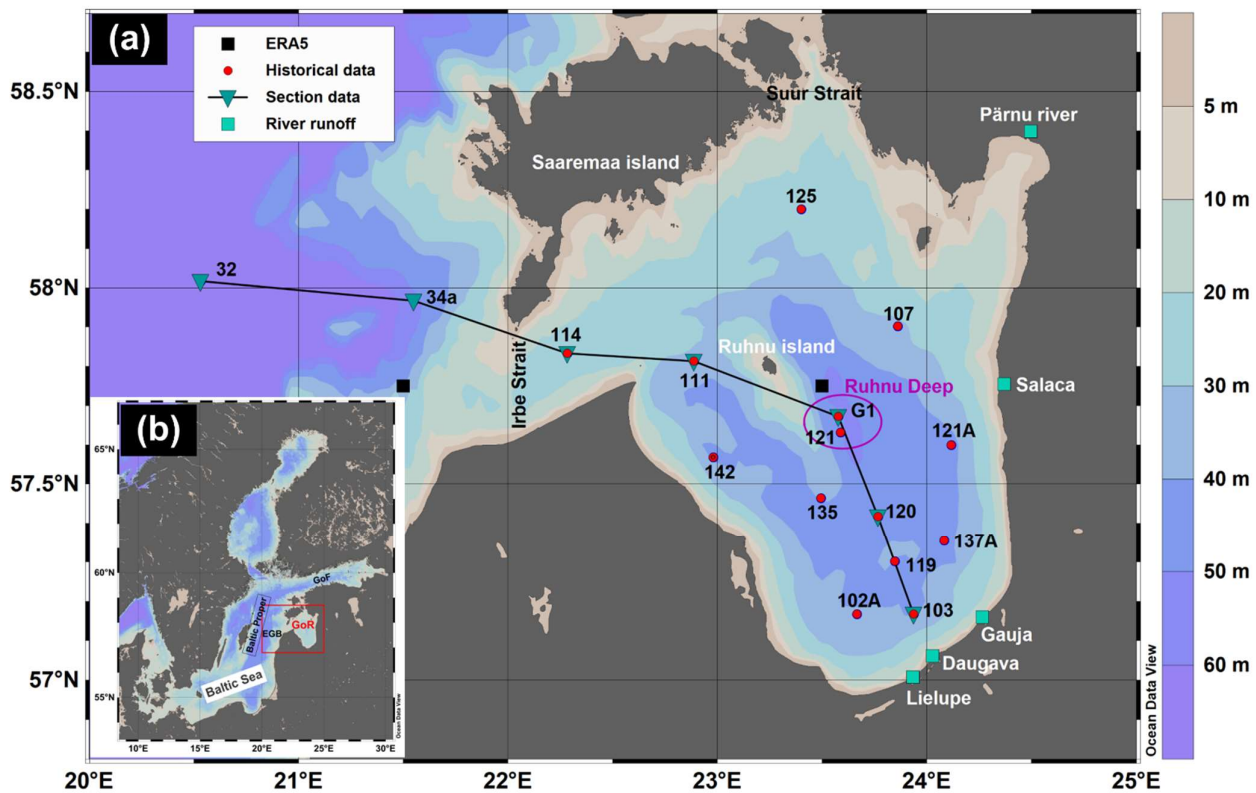 (a)
ERA5
Historical data
Section data
River runoff
58.5°N
58°N
57.5°N
57°N
20°E
21°E
22°E
23°E
24°E
25°E
Suur Strait
Pärnu river
Saaremaa island
125
32
34a
114
111
Irbe Strait
Ruhnu island
107
Ruhnu Deep
Salaca
G1
121
121A
142
135
120
137A
119
102A
103
Gauja
Daugava
Lielupe
5 m
10 m
20 m
30 m
40 m
50 m
60 m
Ocean Data View
(b)
65°N
60°N
55°N
10°E
15°E
20°E
25°E
30°E
GoF
Baltic Proper
EGB
GoR
Baltic Sea
Ocean Data View